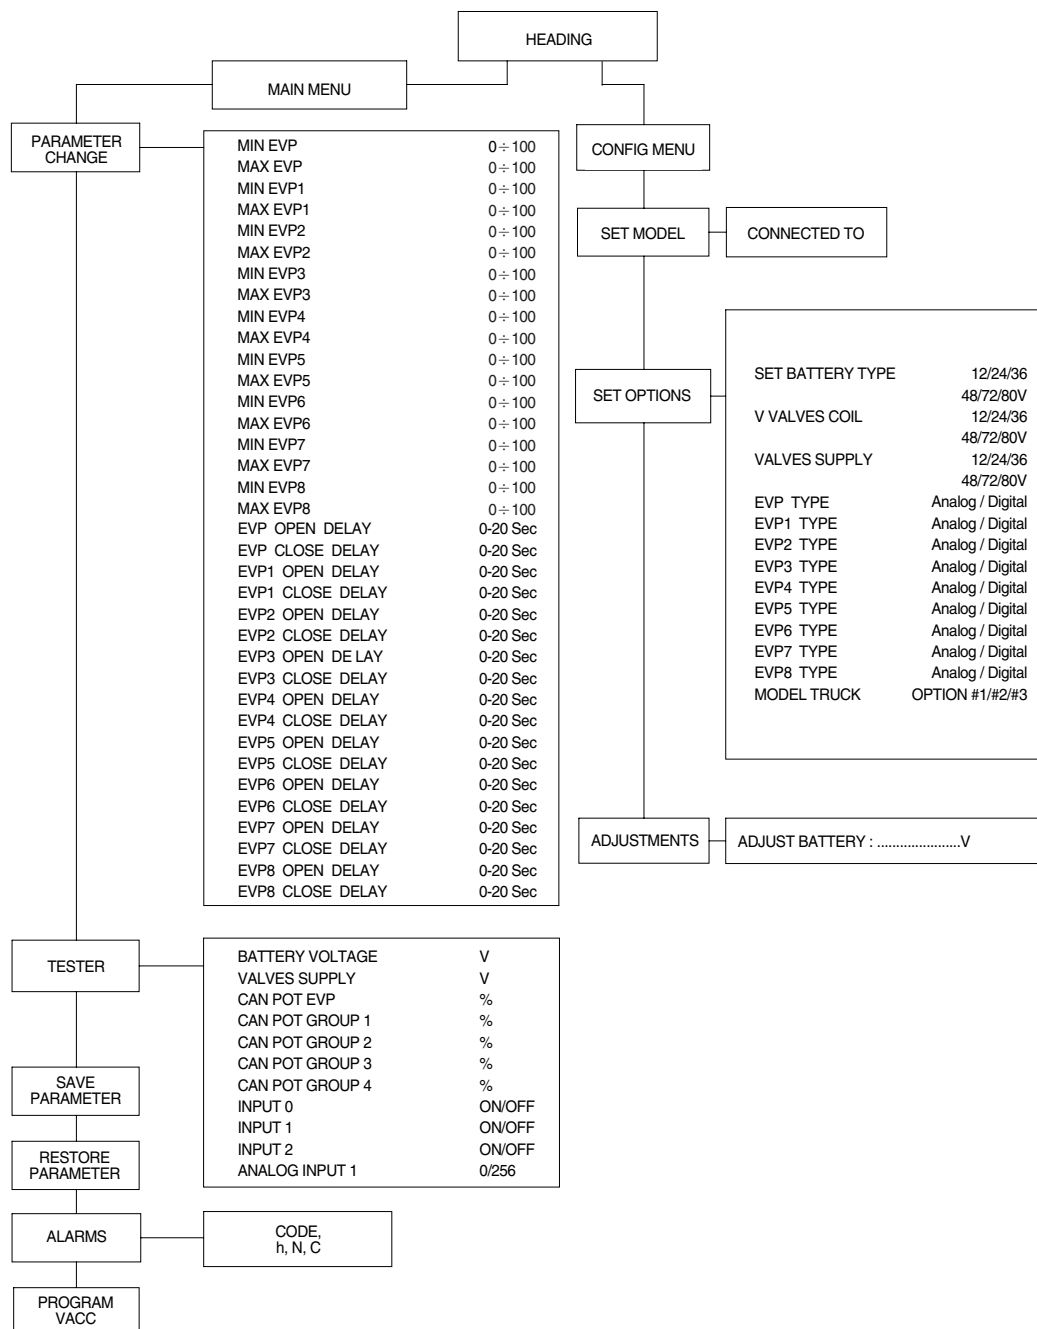 HEADING
MAIN MENU
PARAMETER
CHANGE
MIN EVP 0÷100
MAX EVP 0÷100
MIN EVP1 0÷100
MAX EVP1 0÷100
MIN EVP2 0÷100
MAX EVP2 0÷100
MIN EVP3 0÷100
MAX EVP3 0÷100
MIN EVP4 0÷100
MAX EVP4 0÷100
MIN EVP5 0÷100
MAX EVP5 0÷100
MIN EVP6 0÷100
MAX EVP6 0÷100
MIN EVP7 0÷100
MAX EVP7 0÷100
MIN EVP8 0÷100
MAX EVP8 0÷100
EVP OPEN DELAY 0-20 Sec
EVP CLOSE DELAY 0-20 Sec
EVP1 OPEN DELAY 0-20 Sec
EVP1 CLOSE DELAY 0-20 Sec
EVP2 OPEN DELAY 0-20 Sec
EVP2 CLOSE DELAY 0-20 Sec
EVP3 OPEN DE LAY 0-20 Sec
EVP3 CLOSE DELAY 0-20 Sec
EVP4 OPEN DELAY 0-20 Sec
EVP4 CLOSE DELAY 0-20 Sec
EVP5 OPEN DELAY 0-20 Sec
EVP5 CLOSE DELAY 0-20 Sec
EVP6 OPEN DELAY 0-20 Sec
EVP6 CLOSE DELAY 0-20 Sec
EVP7 OPEN DELAY 0-20 Sec
EVP7 CLOSE DELAY 0-20 Sec
EVP8 OPEN DELAY 0-20 Sec
EVP8 CLOSE DELAY 0-20 Sec
TESTER
BATTERY VOLTAGE V
VALVES SUPPLY V
CAN POT EVP %
CAN POT GROUP 1 %
CAN POT GROUP 2 %
CAN POT GROUP 3 %
CAN POT GROUP 4 %
INPUT 0 ON/OFF
INPUT 1 ON/OFF
INPUT 2 ON/OFF
ANALOG INPUT 1 0/256
SAVE
PARAMETER
RESTORE
PARAMETER
ALARMS
CODE,
h, N, C
PROGRAM
VACC
CONFIG MENU
SET MODEL
CONNECTED TO
SET OPTIONS
SET BATTERY TYPE 12/24/36
48/72/80V
V VALVES COIL 12/24/36
48/72/80V
VALVES SUPPLY 12/24/36
48/72/80V
EVP TYPE Analog / Digital
EVP1 TYPE Analog / Digital
EVP2 TYPE Analog / Digital
EVP3 TYPE Analog / Digital
EVP4 TYPE Analog / Digital
EVP5 TYPE Analog / Digital
EVP6 TYPE Analog / Digital
EVP7 TYPE Analog / Digital
EVP8 TYPE Analog / Digital
MODEL TRUCK OPTION #1/#2/#3
ADJUSTMENTS
ADJUST BATTERY : ......................V